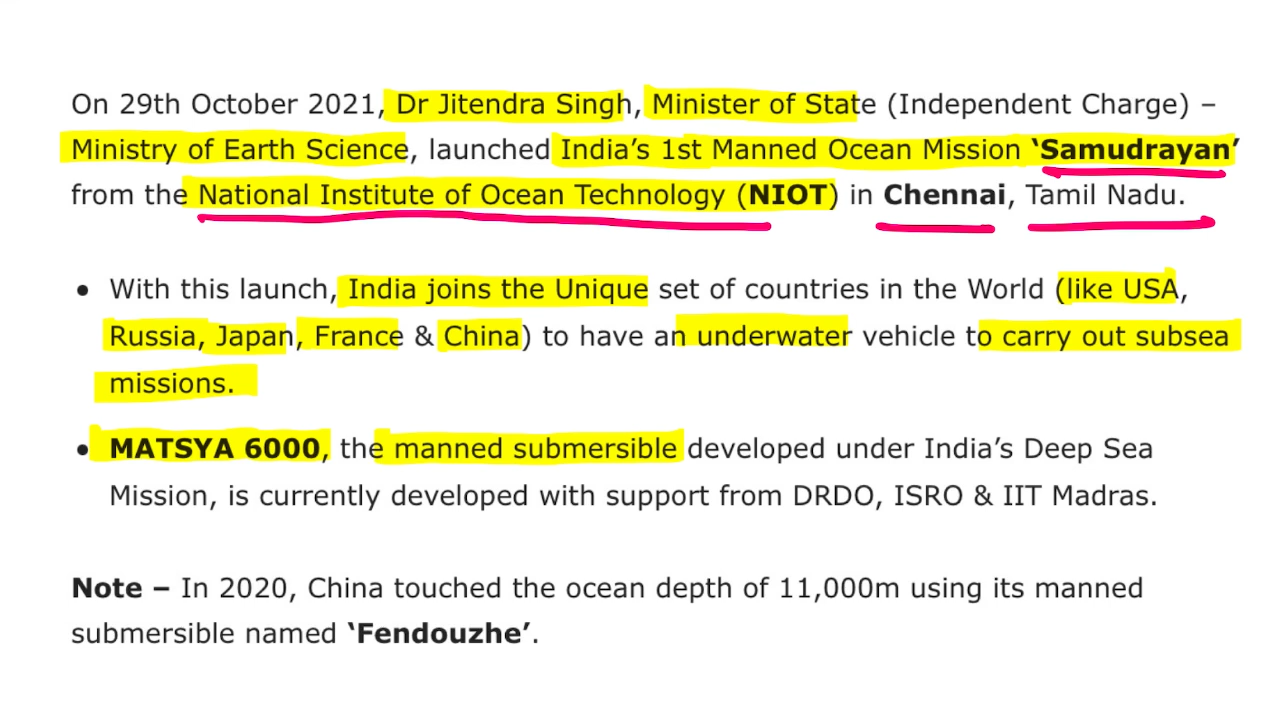 On 29th October 2021, Dr Jitendra Singh, Minister of State (Independent Charge) –
Ministry of Earth Science, launched India’s 1st Manned Ocean Mission ‘Samudrayan’
from the National Institute of Ocean Technology (NIOT) in Chennai, Tamil Nadu.
● With this launch, India joins the Unique set of countries in the World (like USA,
Russia, Japan, France & China) to have an underwater vehicle to carry out subsea
missions.
● MATSYA 6000, the manned submersible developed under India’s Deep Sea
Mission, is currently developed with support from DRDO, ISRO & IIT Madras.
Note – In 2020, China touched the ocean depth of 11,000m using its manned
submersible named ‘Fendouzhe’.